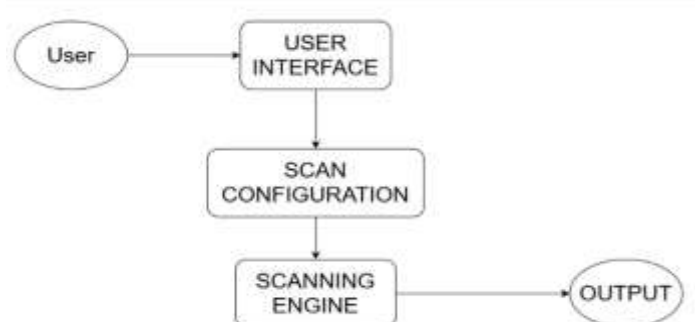 User
USER
INTERFACE
SCAN
CONFIGURATION
SCANNING
ENGINE
OUTPUT